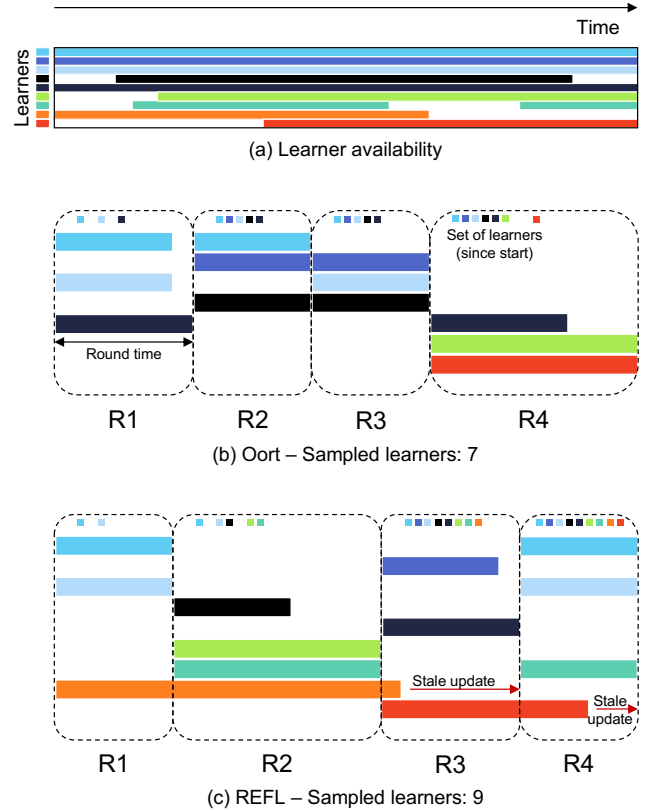 Time
Learners
(a) Learner availability
Set of learners
(since start)
Round time
R1 R2 R3 R4
(b) Oort – Sampled learners: 7
Stale update
Stale
update
R1 R2 R3 R4
(c) REFL – Sampled learners: 9